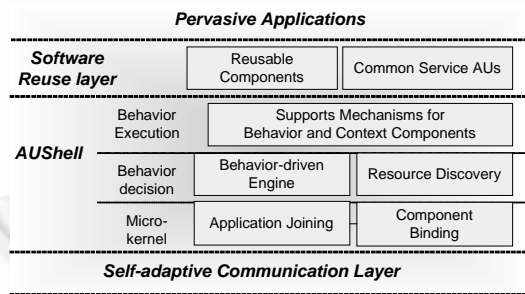 Pervasive Applications
Software
Reuse layer
Reusable
Components
Common Service AUs
AUShell
Behavior
Execution
Supports Mechanisms for
Behavior and Context Components
Behavior
decision
Behavior-driven
Engine
Resource Discovery
Micro-
kernel
Application Joining
Component
Binding
Self-adaptive Communication Layer